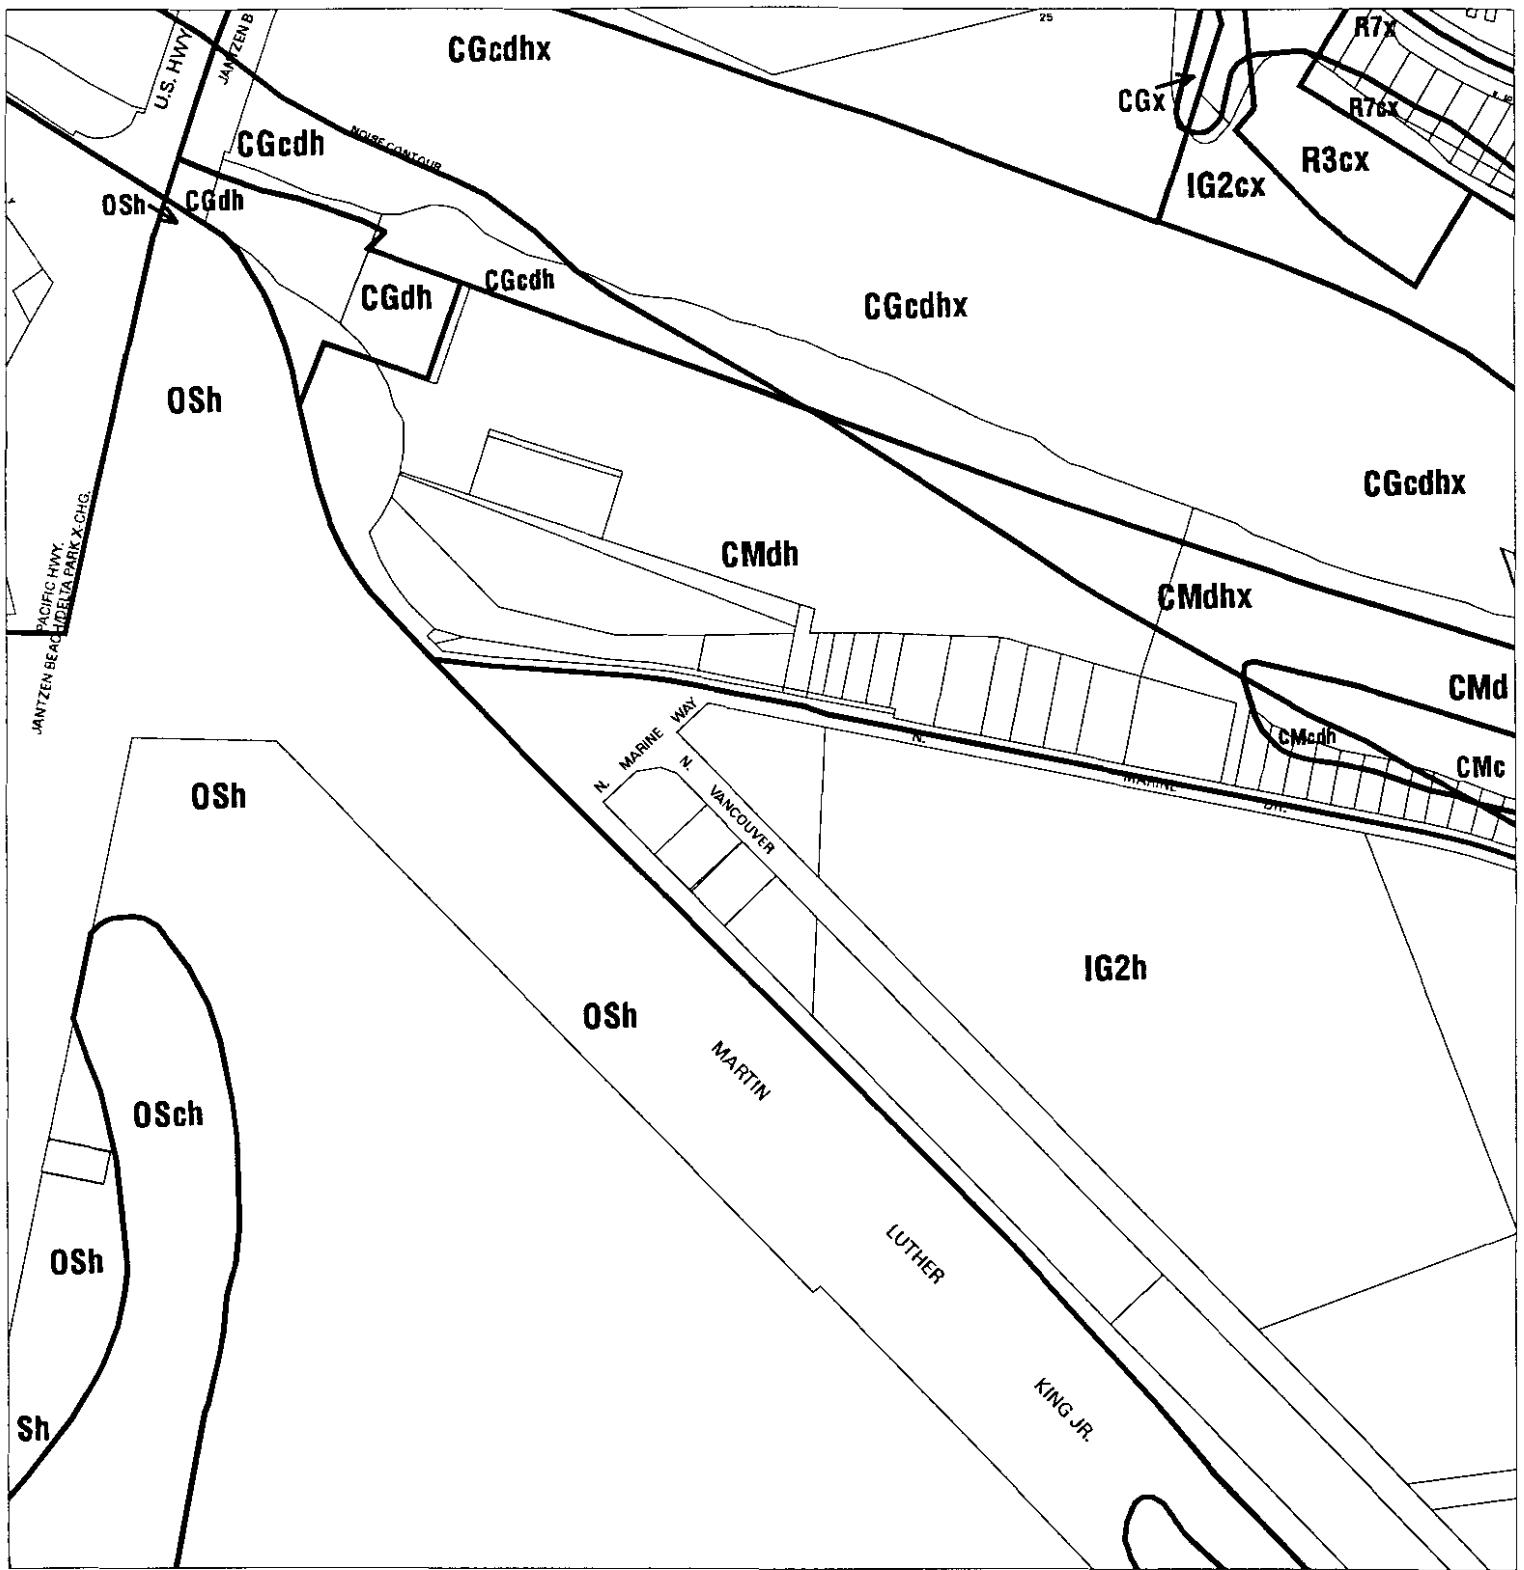 25
R7x
CGcdhx
U.S. HWY
JANTZEN B
CGx
R7cx
NOISE CONTOUR
CGcdh
R3cx
IG2cx
OSh
CGdh
CGcdh
CGdh
CGcdhx
OSh
CGcdhx
CMdh
CMdhx
PACIFIC HWY.
JANTZEN BEACH/DELTA PARK X-CHG.
CMd
CMcdh
CMc
N. MARINE WAY
N. VANCOUVER
N. MARINE DR.
OSh
IG2h
OSh
MARTIN
LUTHER
KING JR.
OSch
OSh
Sh